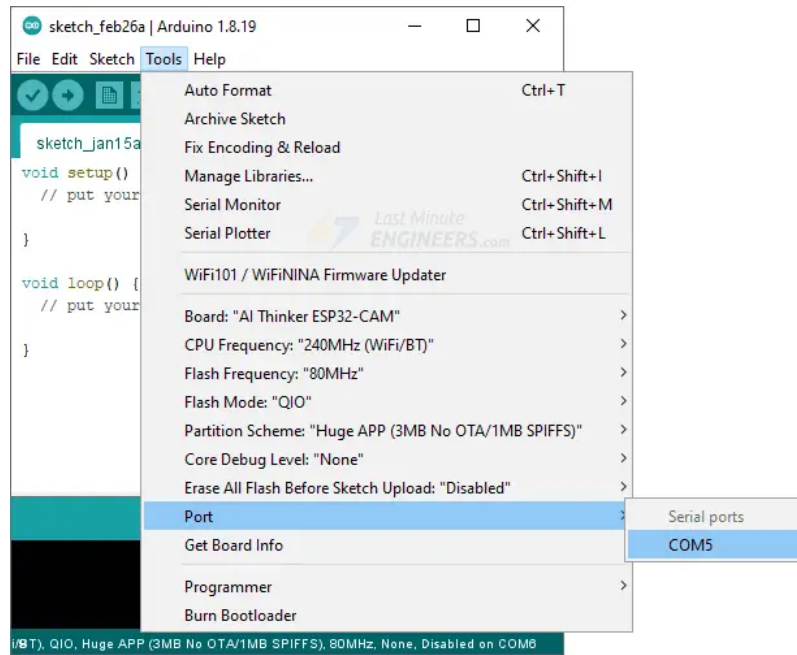 sketch_feb26a | Arduino 1.8.19
File Edit Sketch Tools Help
Auto Format Ctrl+T
Archive Sketch
Fix Encoding & Reload
Manage Libraries... Ctrl+Shift+I
Serial Monitor Ctrl+Shift+M
Serial Plotter Ctrl+Shift+L
Last Minute
ENGINEERS.com
WiFi101 / WiFiNINA Firmware Updater
Board: "AI Thinker ESP32-CAM"
CPU Frequency: "240MHz (WiFi/BT)"
Flash Frequency: "80MHz"
Flash Mode: "QIO"
Partition Scheme: "Huge APP (3MB No OTA/1MB SPIFFS)"
Core Debug Level: "None"
Erase All Flash Before Sketch Upload: "Disabled"
Port
Serial ports
COM5
Get Board Info
Programmer
Burn Bootloader
sketch_jan15a
void setup()
// put your
}
void loop() {
// put your
}
i/BT), QIO, Huge APP (3MB No OTA/1MB SPIFFS), 80MHz, None, Disabled on COM6